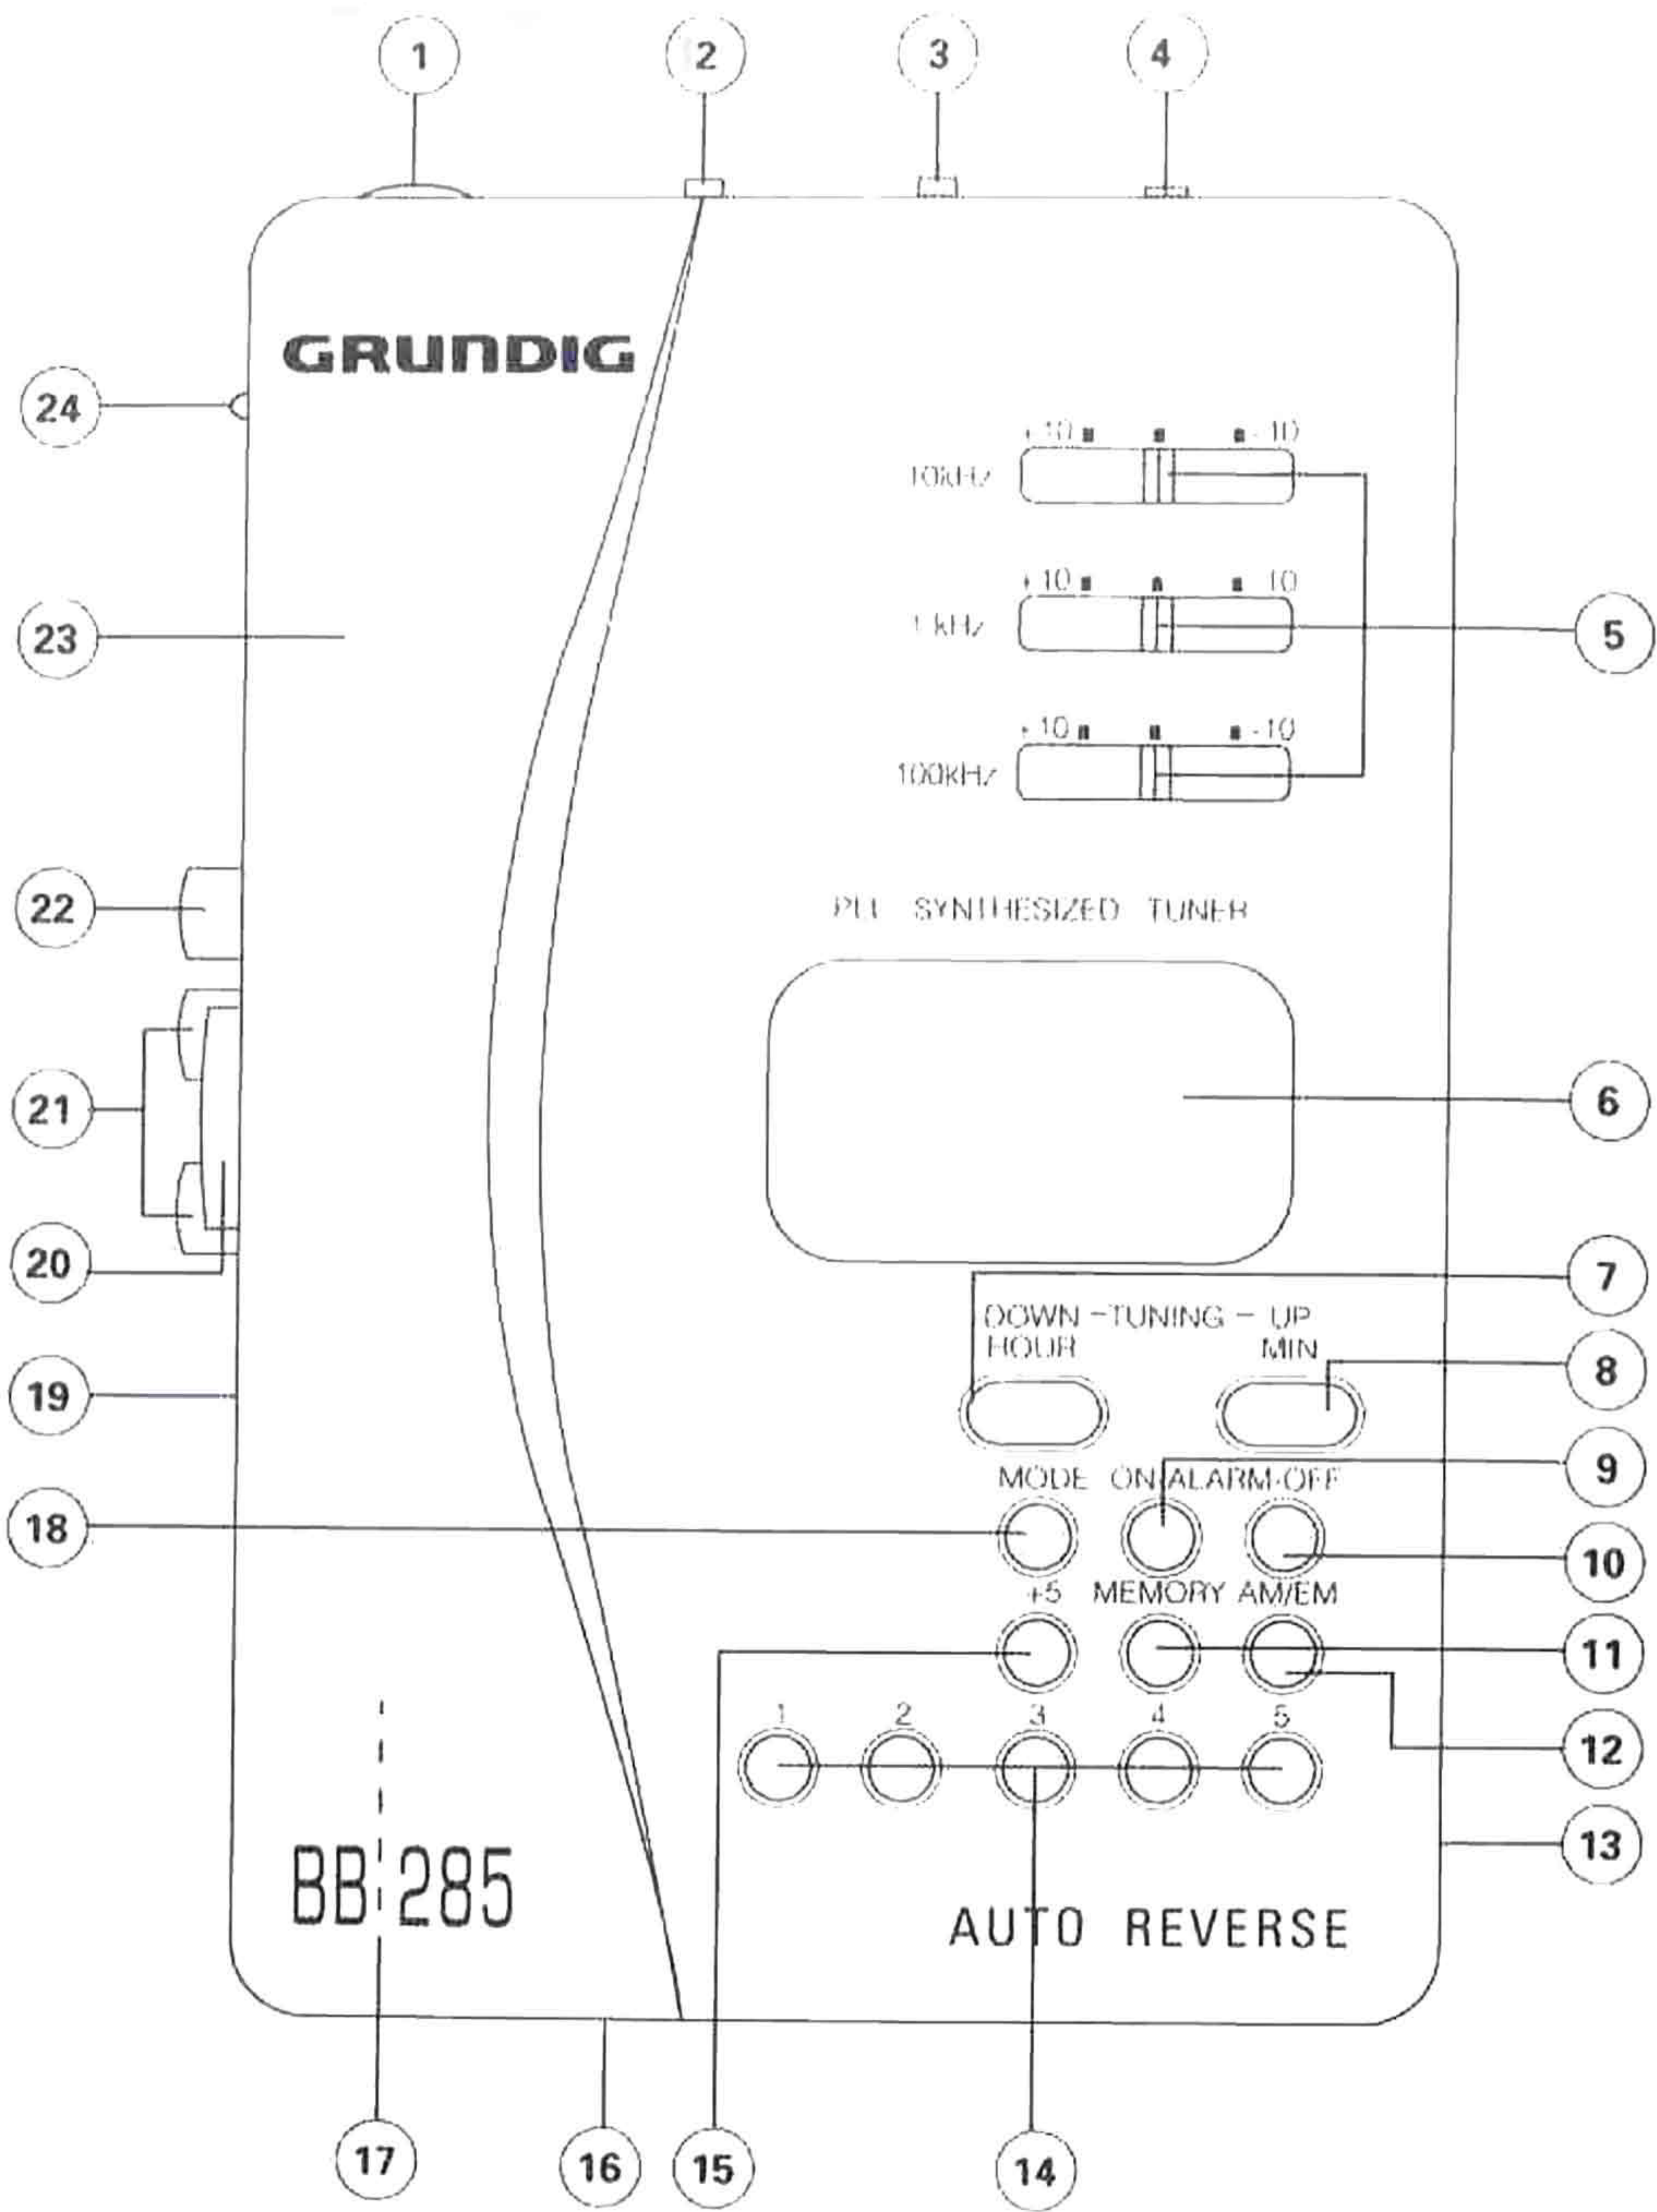 1 2 3 4
GRUNDIG
24
+10 -10
10kHz
23
+10 10
1 kHz
5
+10 -10
100kHz
22
PLL SYNTHESIZED TUNER
21
6
20
7
DOWN -TUNING - UP
HOUR MIN
8
19
9
MODE ON/ALARM-OFF
18
10
+5 MEMORY AM/FM
11
1 2 3 4 5
12
13
BB 285
AUTO REVERSE
17 16 15 14